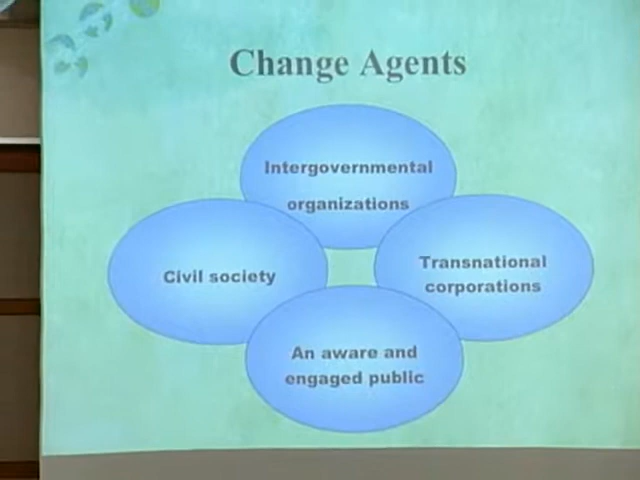 Change Agents
Intergovernmental
organizations
Civil society
Transnational
corporations
An aware and
engaged public